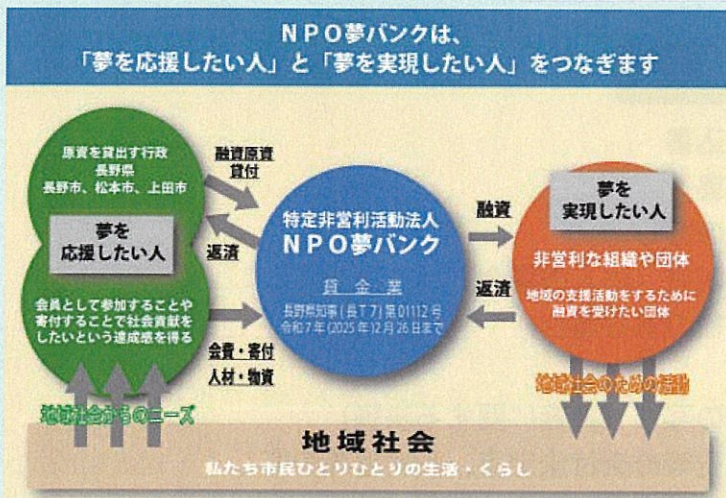 NPO夢バンクは、
「夢を応援したい人」と「夢を実現したい人」をつなぎます
原資を貸出す行政
長野県
長野市、松本市、上田市
夢を
応援したい人
会員として参加することや
寄付することで社会貢献を
したいという達成感を得る
融資原資
貸付
返済
会費・寄付
人材・物資
特定非営利活動法人
NPO夢バンク
貸金業
長野県知事(長T7)第01112号
令和7年(2025年)2月26日まで
融資
返済
夢を
実現したい人
非営利な組織や団体
地域の支援活動をするために
融資を受けたい団体
地域社会からのニーズ
地域社会のための活動
地域社会
私たち市民ひとりひとりの生活・くらし